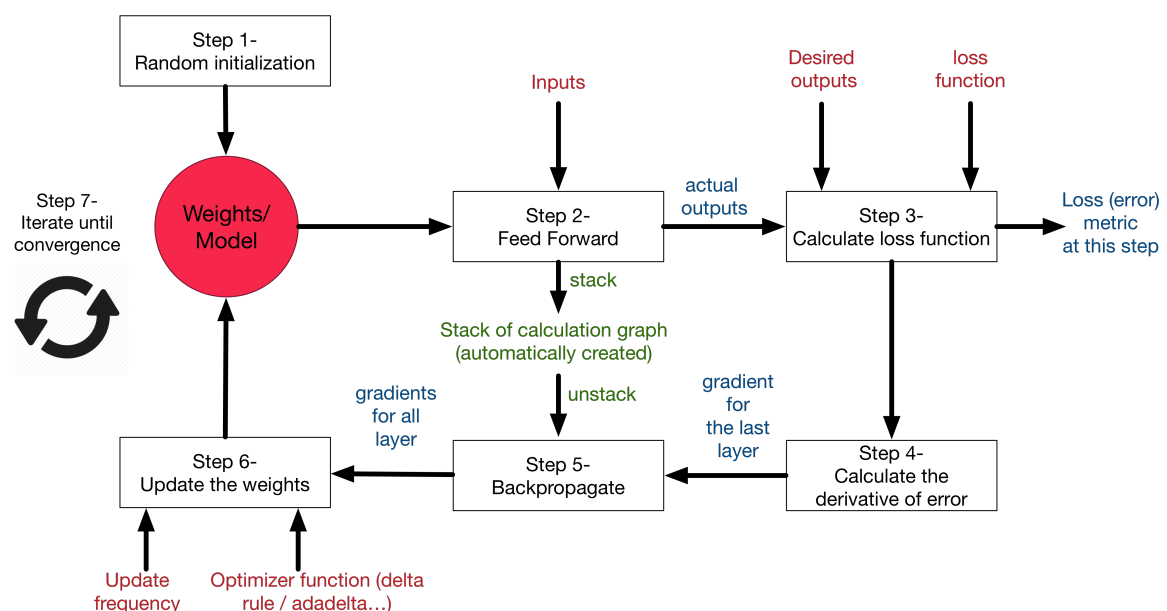 Step 1-
Random initialization
Inputs
Desired
outputs
loss
function
Step 7-
Iterate until
convergence
Weights/
Model
Step 2-
Feed Forward
actual
outputs
Step 3-
Calculate loss function
Loss (error)
metric
at this step
stack
Stack of calculation graph
(automatically created)
unstack
gradients
for all
layer
gradient
for
the last
layer
Step 6-
Update the weights
Step 5-
Backpropagate
Step 4-
Calculate the
derivative of error
Update
frequency
Optimizer function (delta
rule / adadelta…)